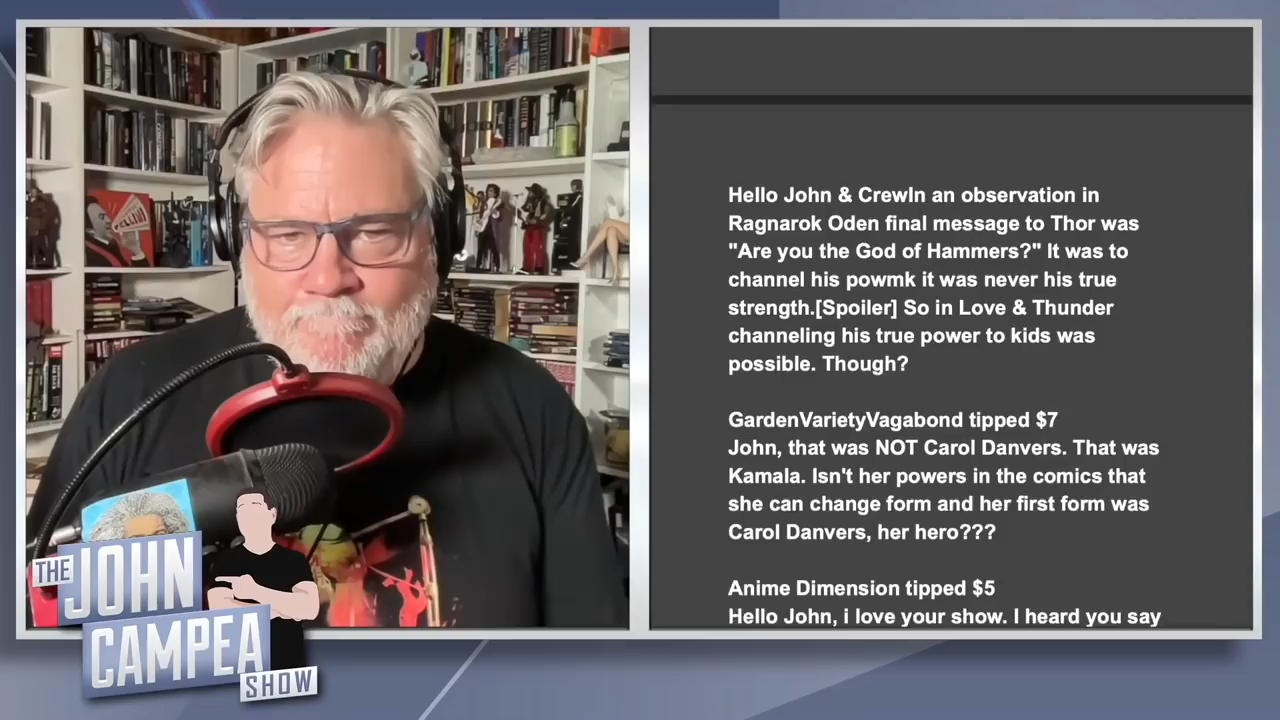 Hello John & CrewIn an observation in
Ragnarok Oden final message to Thor was
"Are you the God of Hammers?" It was to
channel his powmk it was never his true
strength.[Spoiler] So in Love & Thunder
channeling his true power to kids was
possible. Though?
GardenVarietyVagabond tipped $7
John, that was NOT Carol Danvers. That was
Kamala. Isn't her powers in the comics that
she can change form and her first form was
Carol Danvers, her hero???
Anime Dimension tipped $5
Hello John, i love your show. I heard you say
FELLINI
THE
JOHN
CAMPEA
SHOW